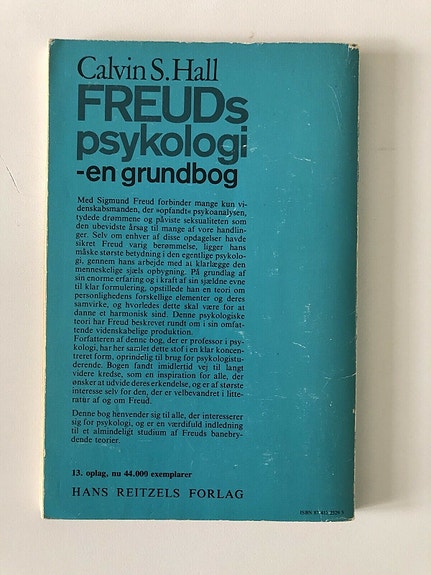 Calvin S. Hall
FREUDs
psykologi
-en grundbog
Med Sigmund Freud forbinder mange kun vi-
denskabsmanden, der »opfandt« psykoanalysen,
tydede drømmene og påviste seksualiteten som
den ubevidste årsag til mange af vore handlin-
ger. Selv om enhver af disse opdagelser havde
sikret Freud varig berømmelse, ligger hans
måske største betydning i den egentlige psykolo-
gi, gennem hans arbejde med at klarlægge den
menneskelige sjæls opbygning. På grundlag af
sin enorme erfaring og i kraft af sin sjældne evne
til klar formulering, opstillede han en teori om
personlighedens forskellige elementer og deres
samvirke, og hvorledes dette skal være for at
danne et harmonisk sind. Denne psykologiske
teori har Freud beskrevet rundt om i sin omfat-
tende videnskabelige produktion.
Forfatteren af denne bog, der er professor i psy-
kologi, har her samlet dette stof i en klar koncen-
treret form, oprindelig til brug for psykologistu-
derende. Bogen fandt imidlertid vej til langt
videre kredse, som en inspiration for alle, der
ønsker at udvide deres erkendelse, og er af største
interesse selv for den, der er velbevandret i litte-
ratur af og om Freud.
Denne bog henvender sig til alle, der interesserer
sig for psykologi, og er en værdifuld indledning
til et almindeligt studium af Freuds banebry-
dende teorier.
13. oplag, nu 44.000 exemplarer
HANS REITZELS FORLAG
ISBN